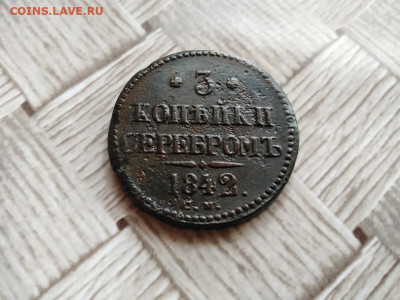 COINS.LAVE.RU
3
КОПѢЙКИ
СЕРЕБРОМЪ
1842.